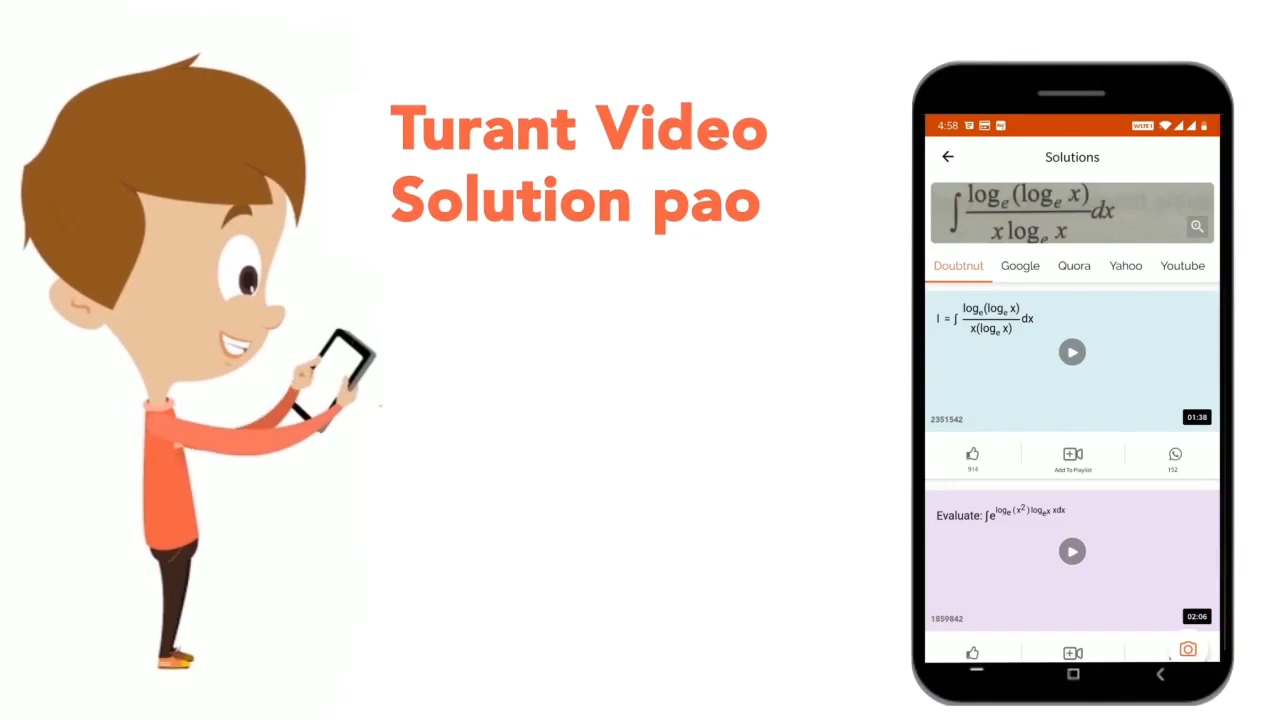 Turant Video
Solution pao
4:58
VoLTE1
Solutions
∫ logₑ(logₑ x) / x logₑ x dx
Doubtnut Google Quora Yahoo Youtube
I = ∫ logₑ(logₑ x) / x(logₑ x) dx
2351542 01:38
914 Add To Playlist 152
Evaluate: ∫e^logₑ(x²)logₑx xdx
1859842 02:06